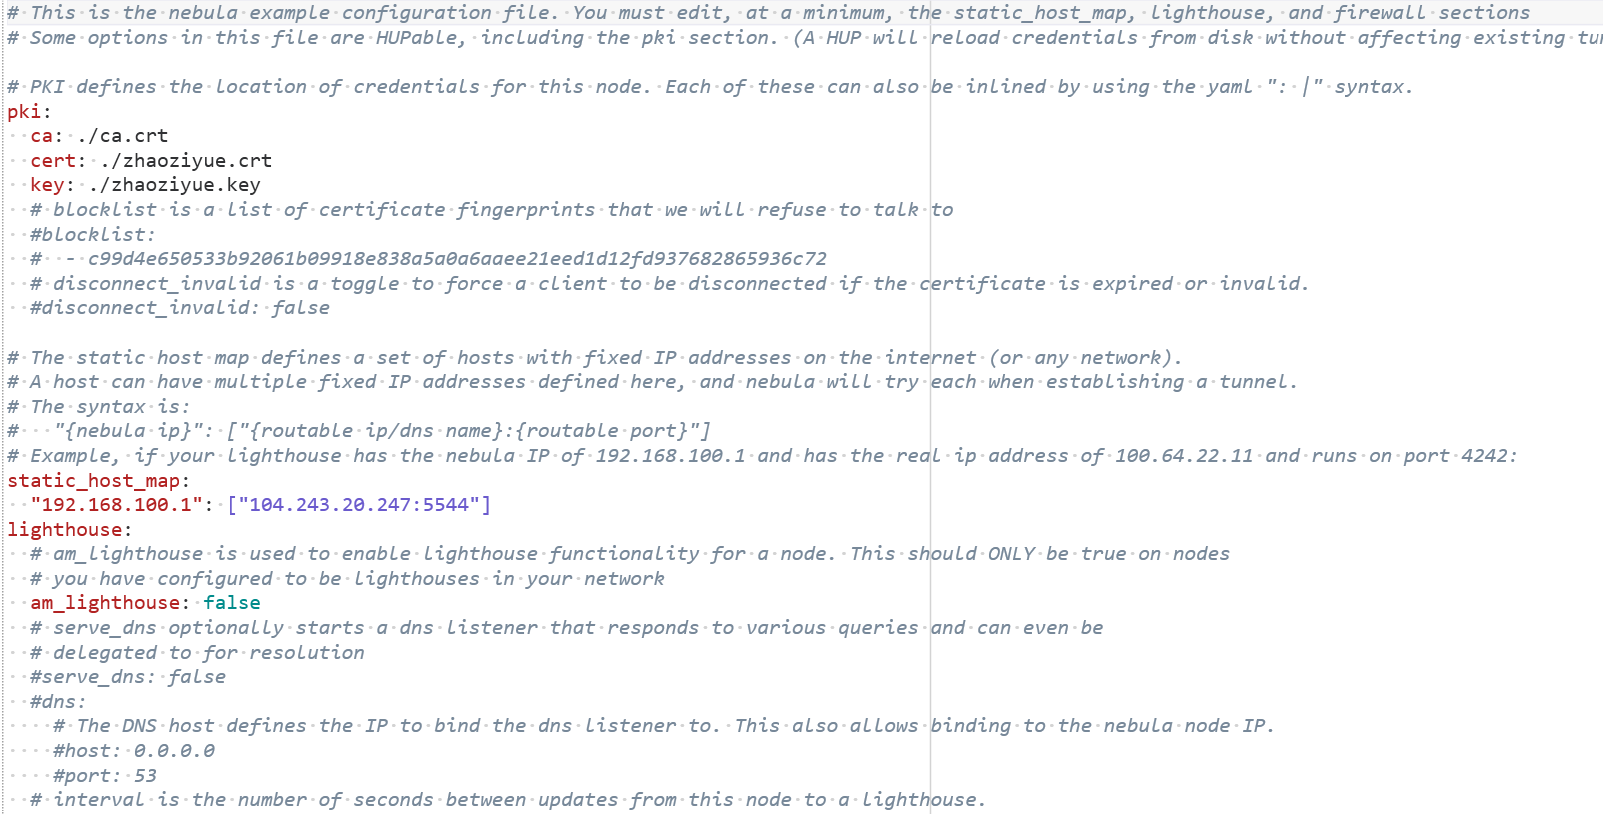 # This is the nebula example configuration file. You must edit, at a minimum, the static_host_map, lighthouse, and firewall sections
# Some options in this file are HUPable, including the pki section. (A HUP will reload credentials from disk without affecting existing
# PKI defines the location of credentials for this node. Each of these can also be inlined by using the yaml ": |" syntax.
pki:
  ca: ./ca.crt
  cert: ./zhaoziyue.crt
  key: ./zhaoziyue.key
  # blocklist is a list of certificate fingerprints that we will refuse to talk to
  #blocklist:
  #  - c99d4e650533b92061b09918e838a5a0a6aaee21eed1d12fd937682865936c72
  # disconnect_invalid is a toggle to force a client to be disconnected if the certificate is expired or invalid.
  #disconnect_invalid: false
# The static host map defines a set of hosts with fixed IP addresses on the internet (or any network).
# A host can have multiple fixed IP addresses defined here, and nebula will try each when establishing a tunnel.
# The syntax is:
#   "{nebula ip}": ["{routable ip/dns name}:{routable port}"]
# Example, if your lighthouse has the nebula IP of 192.168.100.1 and has the real ip address of 100.64.22.11 and runs on port 4242:
static_host_map:
  "192.168.100.1": ["104.243.20.247:5544"]
lighthouse:
  # am_lighthouse is used to enable lighthouse functionality for a node. This should ONLY be true on nodes
  # you have configured to be lighthouses in your network
  am_lighthouse: false
  # serve_dns optionally starts a dns listener that responds to various queries and can even be
  # delegated to for resolution
  #serve_dns: false
  #dns:
    # The DNS host defines the IP to bind the dns listener to. This also allows binding to the nebula node IP.
    #host: 0.0.0.0
    #port: 53
  # interval is the number of seconds between updates from this node to a lighthouse.